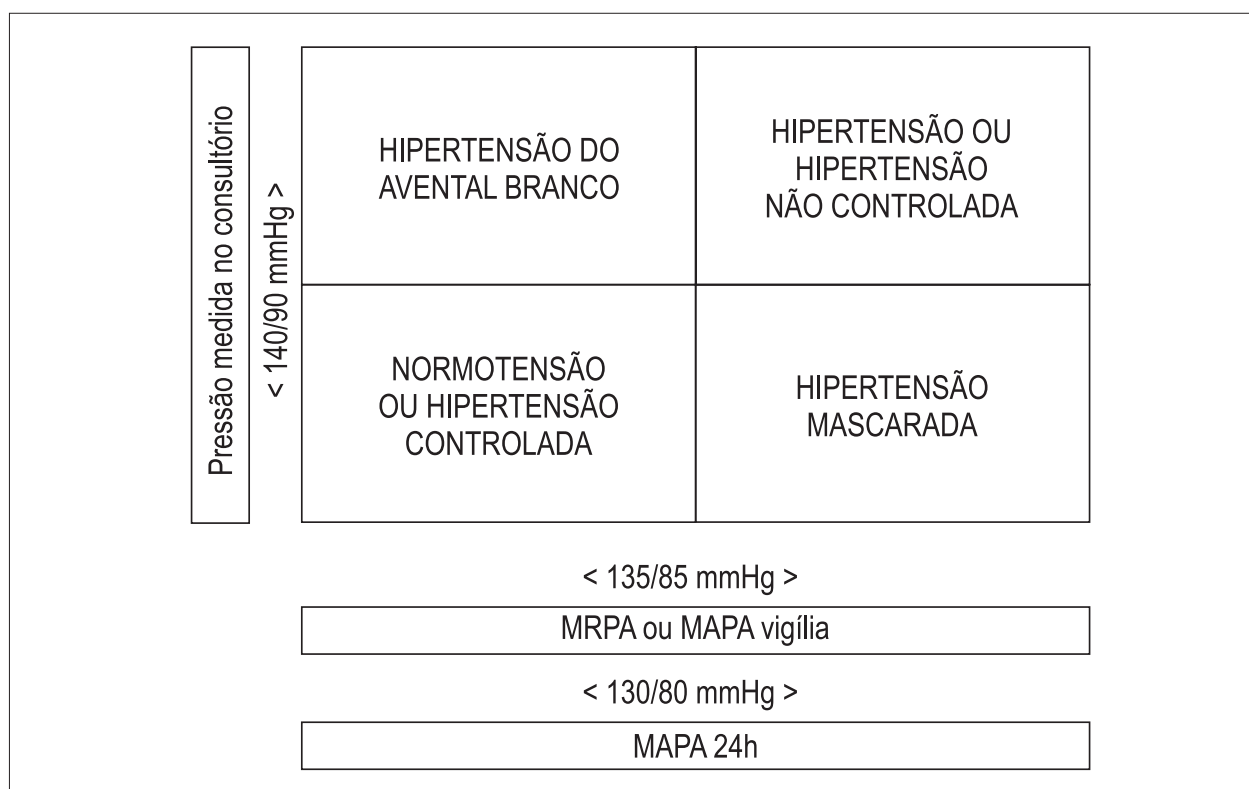 Pressão medida no consultório
< 140/90 mmHg >
HIPERTENSÃO DO
AVENTAL BRANCO
HIPERTENSÃO OU
HIPERTENSÃO
NÃO CONTROLADA
NORMOTENSÃO
OU HIPERTENSÃO
CONTROLADA
HIPERTENSÃO
MASCARADA
< 135/85 mmHg >
MRPA ou MAPA vigília
< 130/80 mmHg >
MAPA 24h